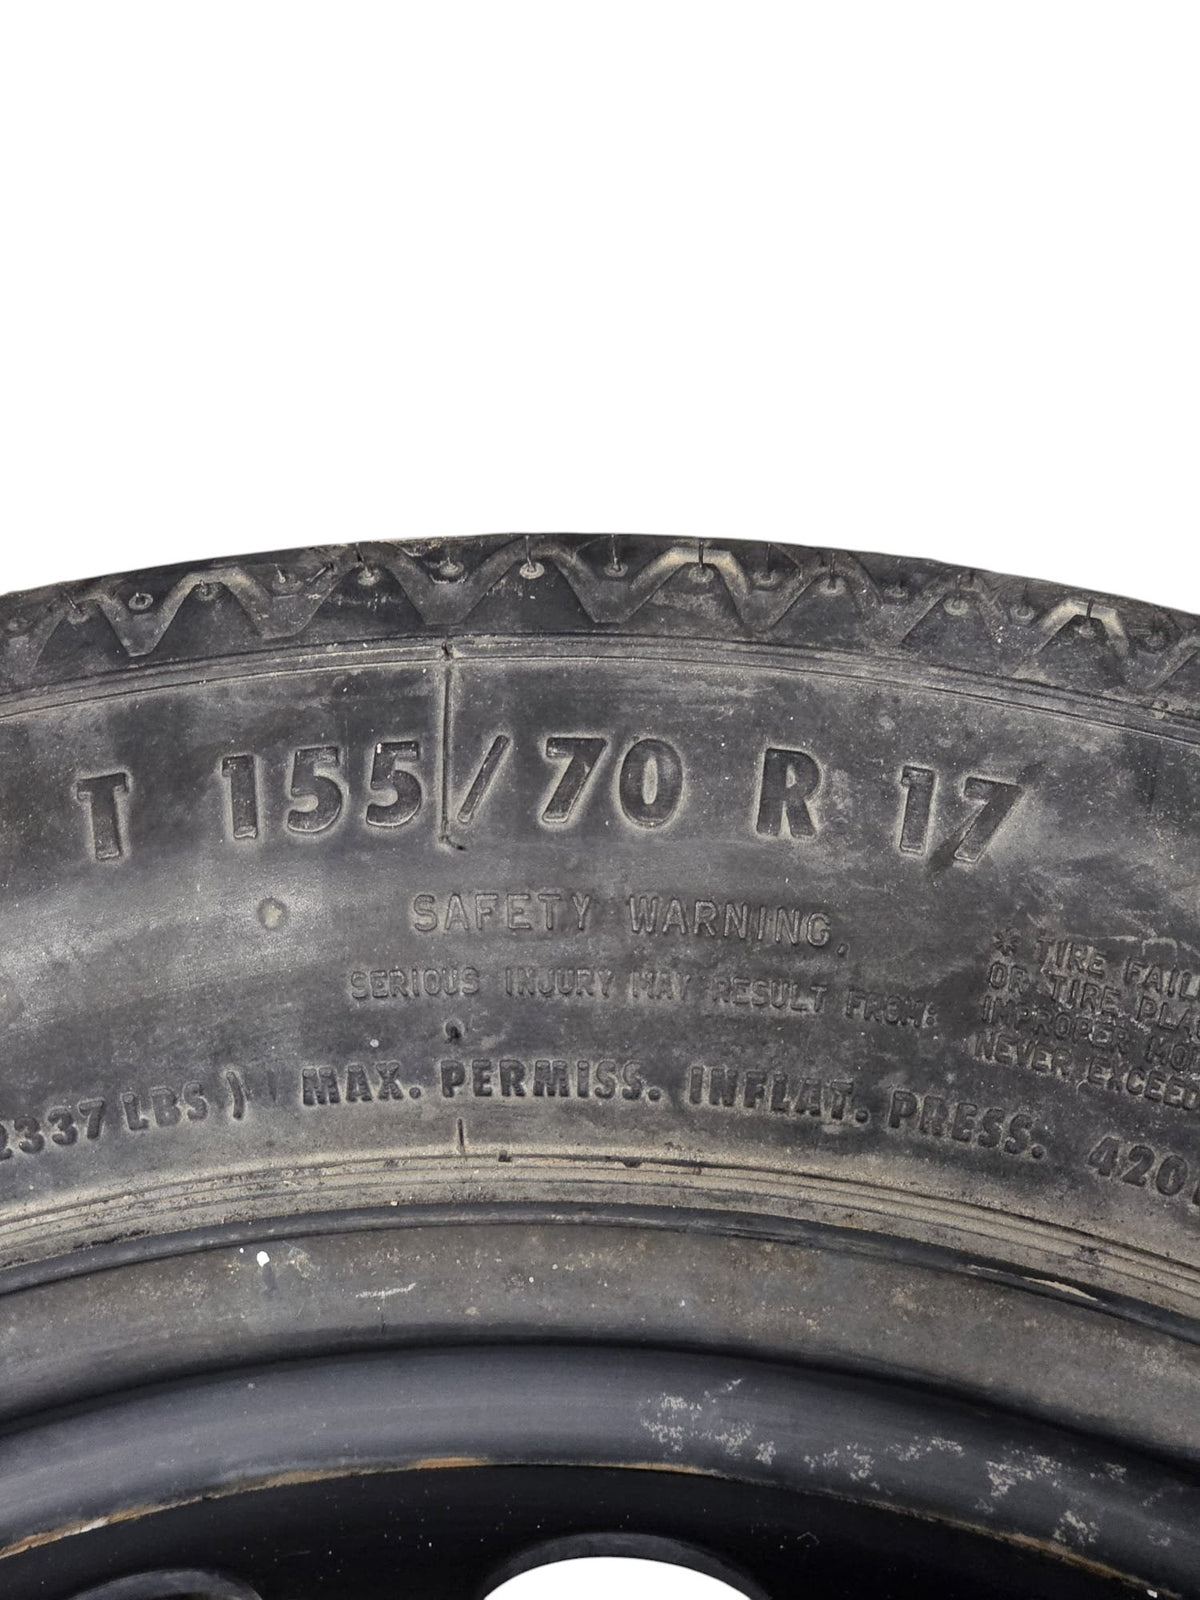 T 155/70 R 17
SAFETY WARNING,
SERIOUS INJURY MAY RESULT FROM:
* TIRE FAIL
OR TIRE PLA
IMPROPER MO
NEVER EXCEED
2337 LBS) MAX. PERMISS. INFLAT. PRESS. 420